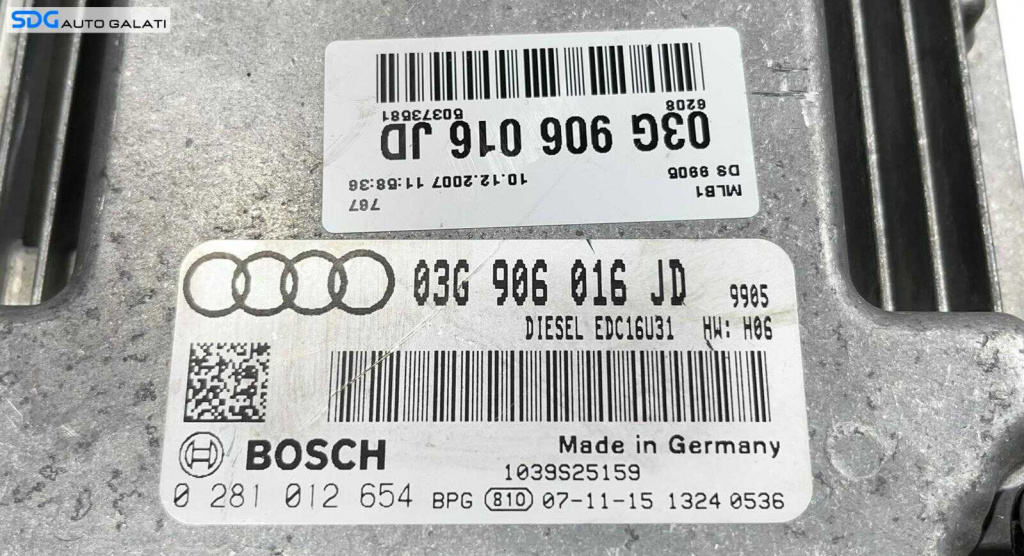 SDG AUTO GALATI
767
MLB1
10.12.2007 11:58:36
DS 9905
03G 906 016 JD
6208
50373581
03G 906 016 JD 9905
DIESEL EDC16U31 HW: H06
BOSCH Made in Germany
1039S25159
0 281 012 654 BPG 810 07-11-15 1324 0536